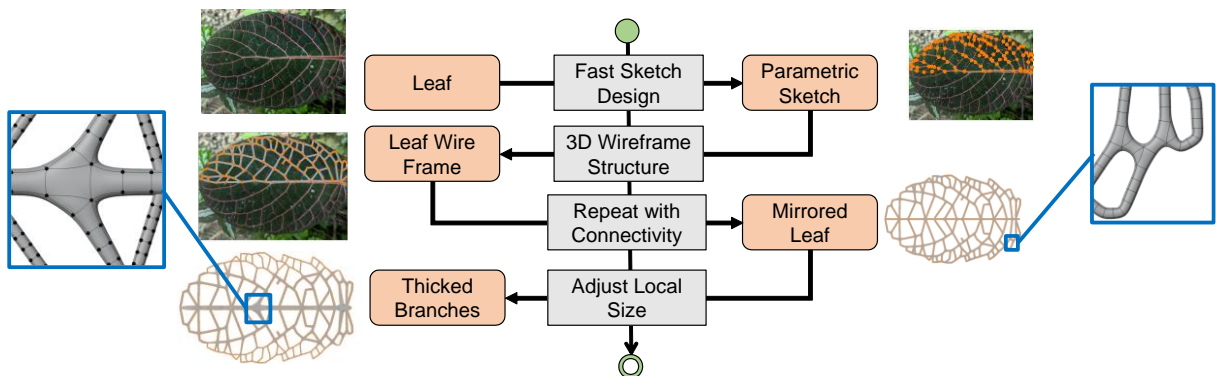 Leaf
Fast Sketch
Design
Parametric
Sketch
Leaf Wire
Frame
3D Wireframe
Structure
Repeat with
Connectivity
Mirrored
Leaf
Thicked
Branches
Adjust Local
Size